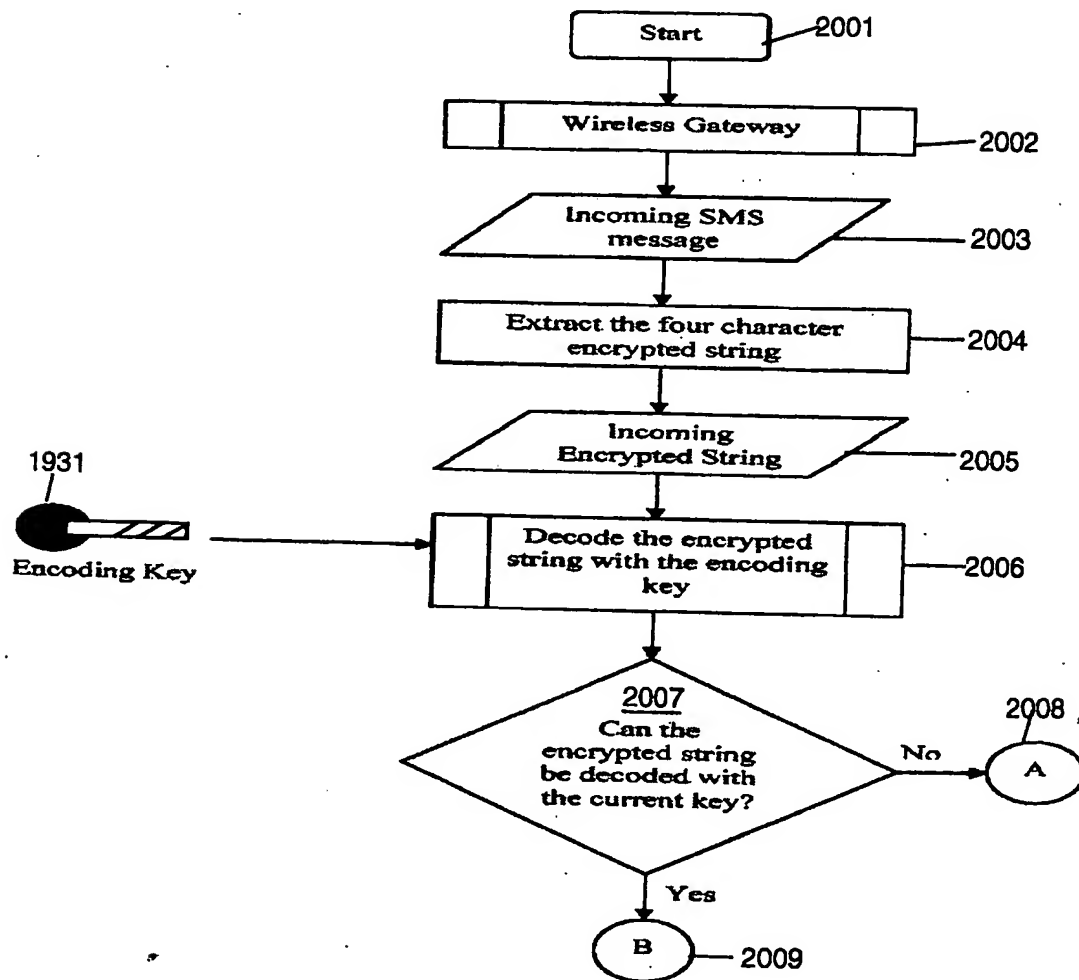 Start
2001
Wireless Gateway
2002
Incoming SMS
message
2003
Extract the four character
encrypted string
2004
Incoming
Encrypted String
2005
1931
Encoding Key
Decode the encrypted
string with the encoding
key
2006
2007
Can the
encrypted string
be decoded with
the current key?
No
2008
A
Yes
B
2009